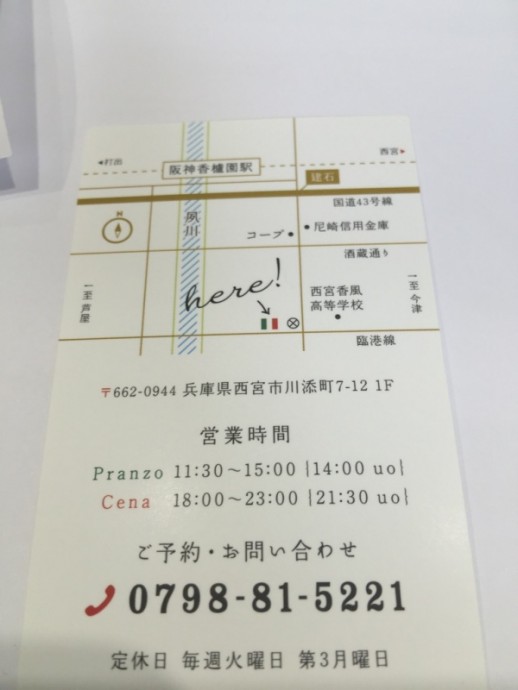 ◂打出
西宮▸
阪神香櫨園駅
建石
国道43号線
N
夙川
コープ●
●尼崎信用金庫
酒蔵通り
here!
西宮香風
高等学校
●
←至芦屋
→至今津
臨港線
〒662-0944 兵庫県西宮市川添町7-12 1F
営業時間
Pranzo 11:30〜15:00 |14:00 uo|
Cena 18:00〜23:00 |21:30 uo|
ご予約・お問い合わせ
0798-81-5221
定休日 毎週火曜日 第3月曜日